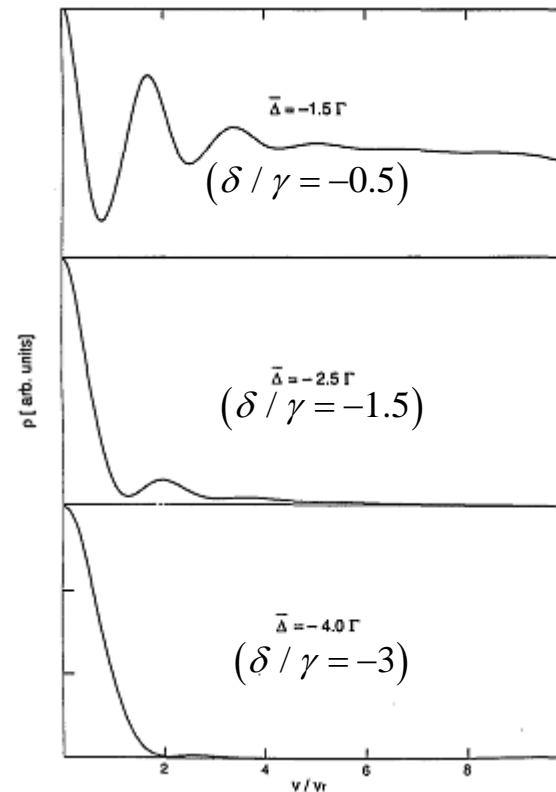 Δ̄ = −1.5 Γ
(δ / γ = −0.5)
Δ̄ = − 2.5 Γ
(δ / γ = −1.5)
ρ [ arb. units]
Δ̄ = − 4.0 Γ
(δ / γ = −3)
2 4 6 8
v / vr